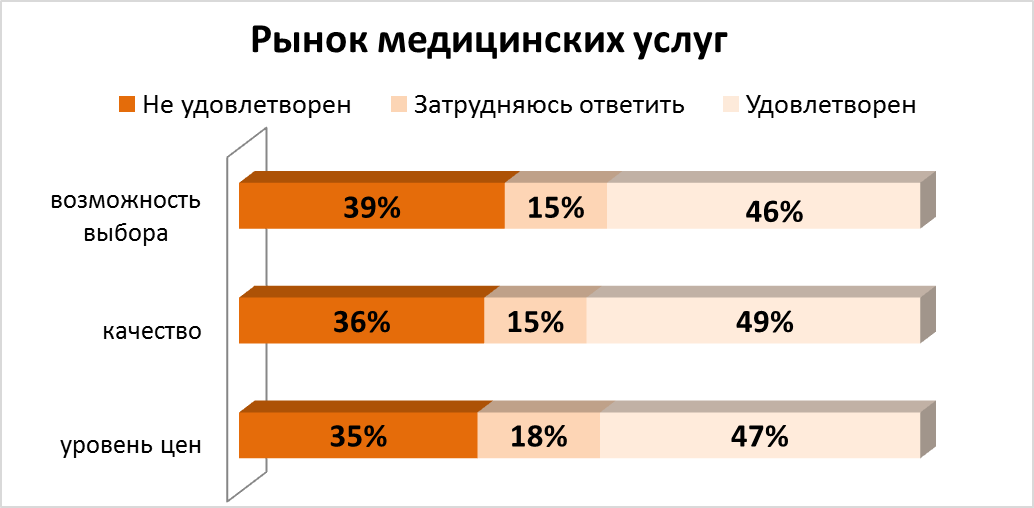 Рынок медицинских услуг
Не удовлетворен Затрудняюсь ответить Удовлетворен
возможность
выбора
39% 15% 46%
качество
36% 15% 49%
уровень цен
35% 18% 47%